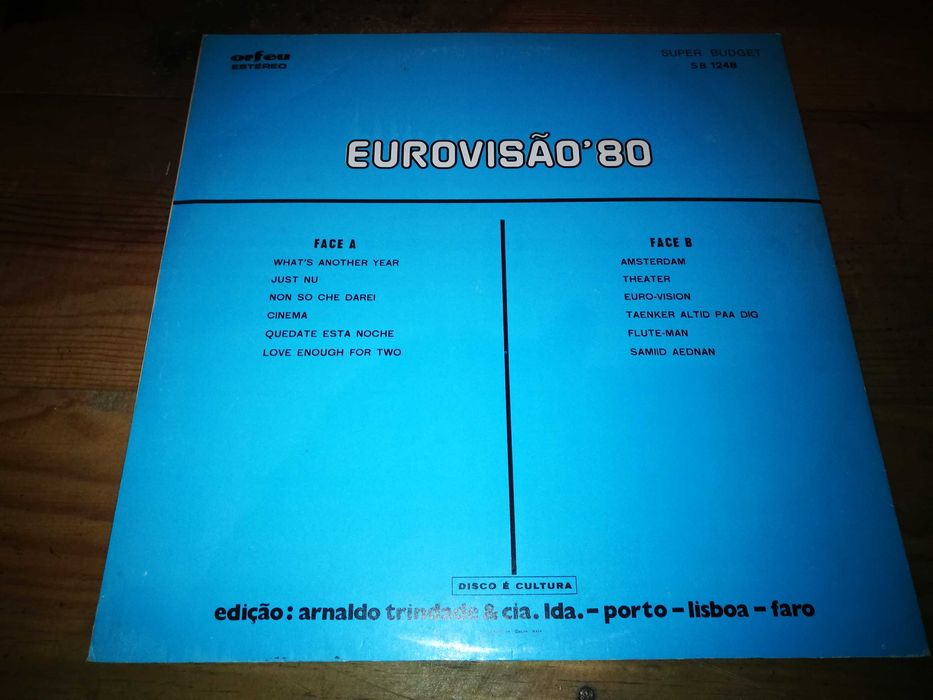 orfeu
ESTÉREO
SUPER BUDGET
SB 1248
EUROVISÃO'80
FACE A
WHAT'S ANOTHER YEAR
JUST NU
NON SO CHE DAREI
CINEMA
QUEDATE ESTA NOCHE
LOVE ENOUGH FOR TWO
FACE B
AMSTERDAM
THEATER
EURO-VISION
TAENKER ALTID PAA DIG
FLUTE-MAN
SAMIID AEDNAN
DISCO É CULTURA
edição: arnaldo trindade & cia. lda. – porto – lisboa – faro